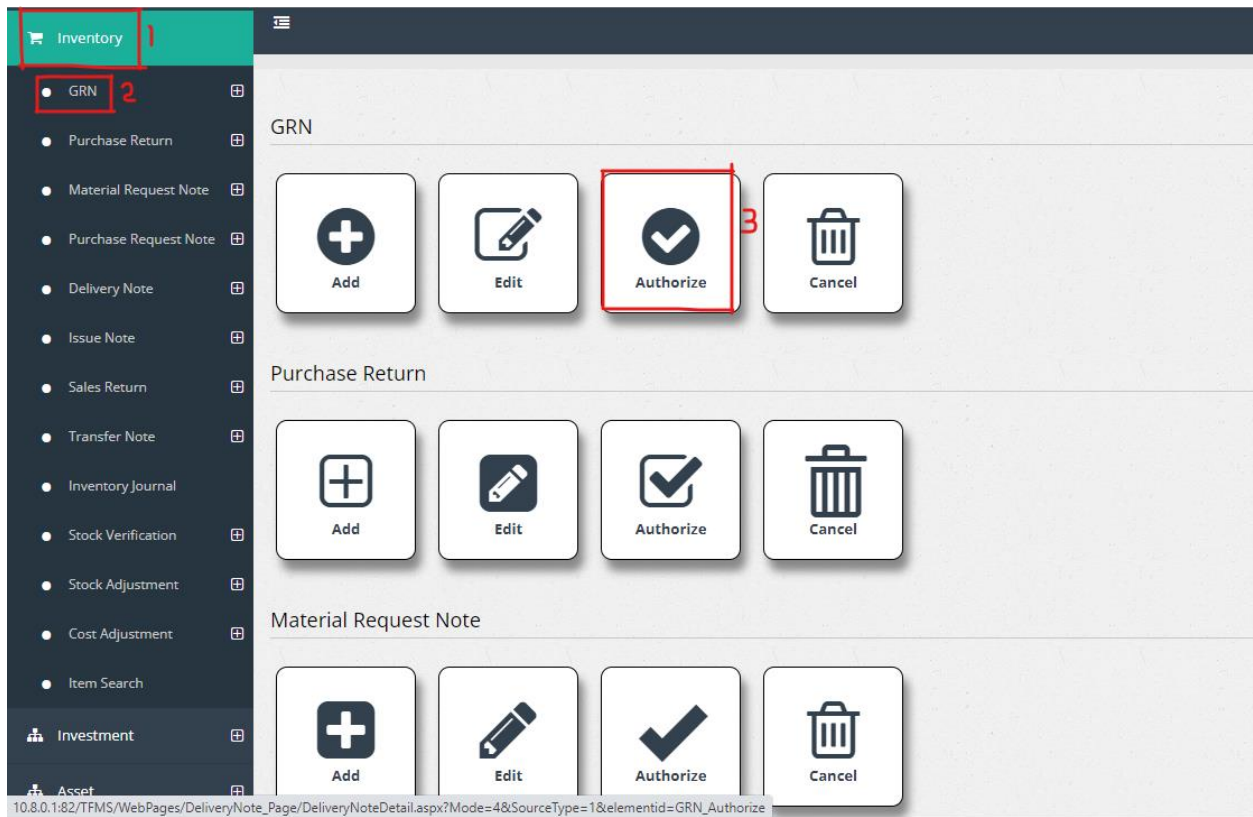 Inventory 1
GRN 2
Purchase Return
Material Request Note
Purchase Request Note
Delivery Note
Issue Note
Sales Return
Transfer Note
Inventory Journal
Stock Verification
Stock Adjustment
Cost Adjustment
Item Search
Investment
Asset
GRN
Add Edit Authorize Cancel
3
Purchase Return
Add Edit Authorize Cancel
Material Request Note
Add Edit Authorize Cancel
10.8.0.1:82/TFMS/WebPages/DeliveryNote_Page/DeliveryNoteDetail.aspx?Mode=4&SourceType=1&elementid=GRN_Authorize